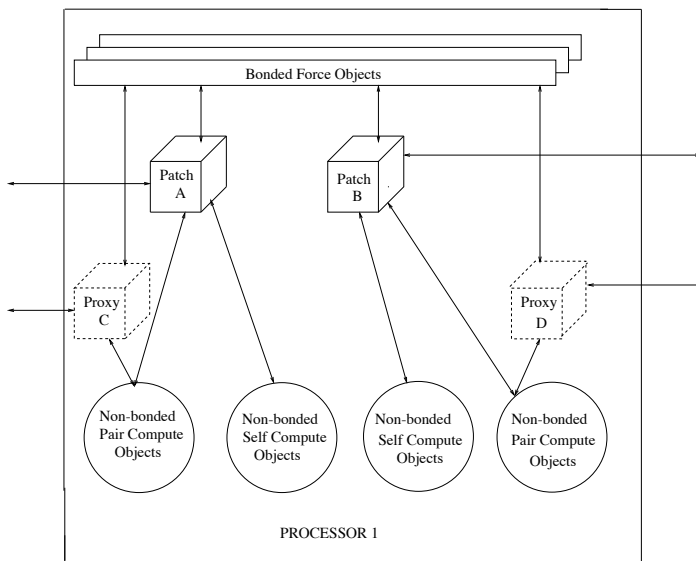 Bonded Force Objects
Patch
A
Patch
B
Proxy
C
Proxy
D
Non-bonded
Pair Compute
Objects
Non-bonded
Self Compute
Objects
Non-bonded
Self Compute
Objects
Non-bonded
Pair Compute
Objects
PROCESSOR 1